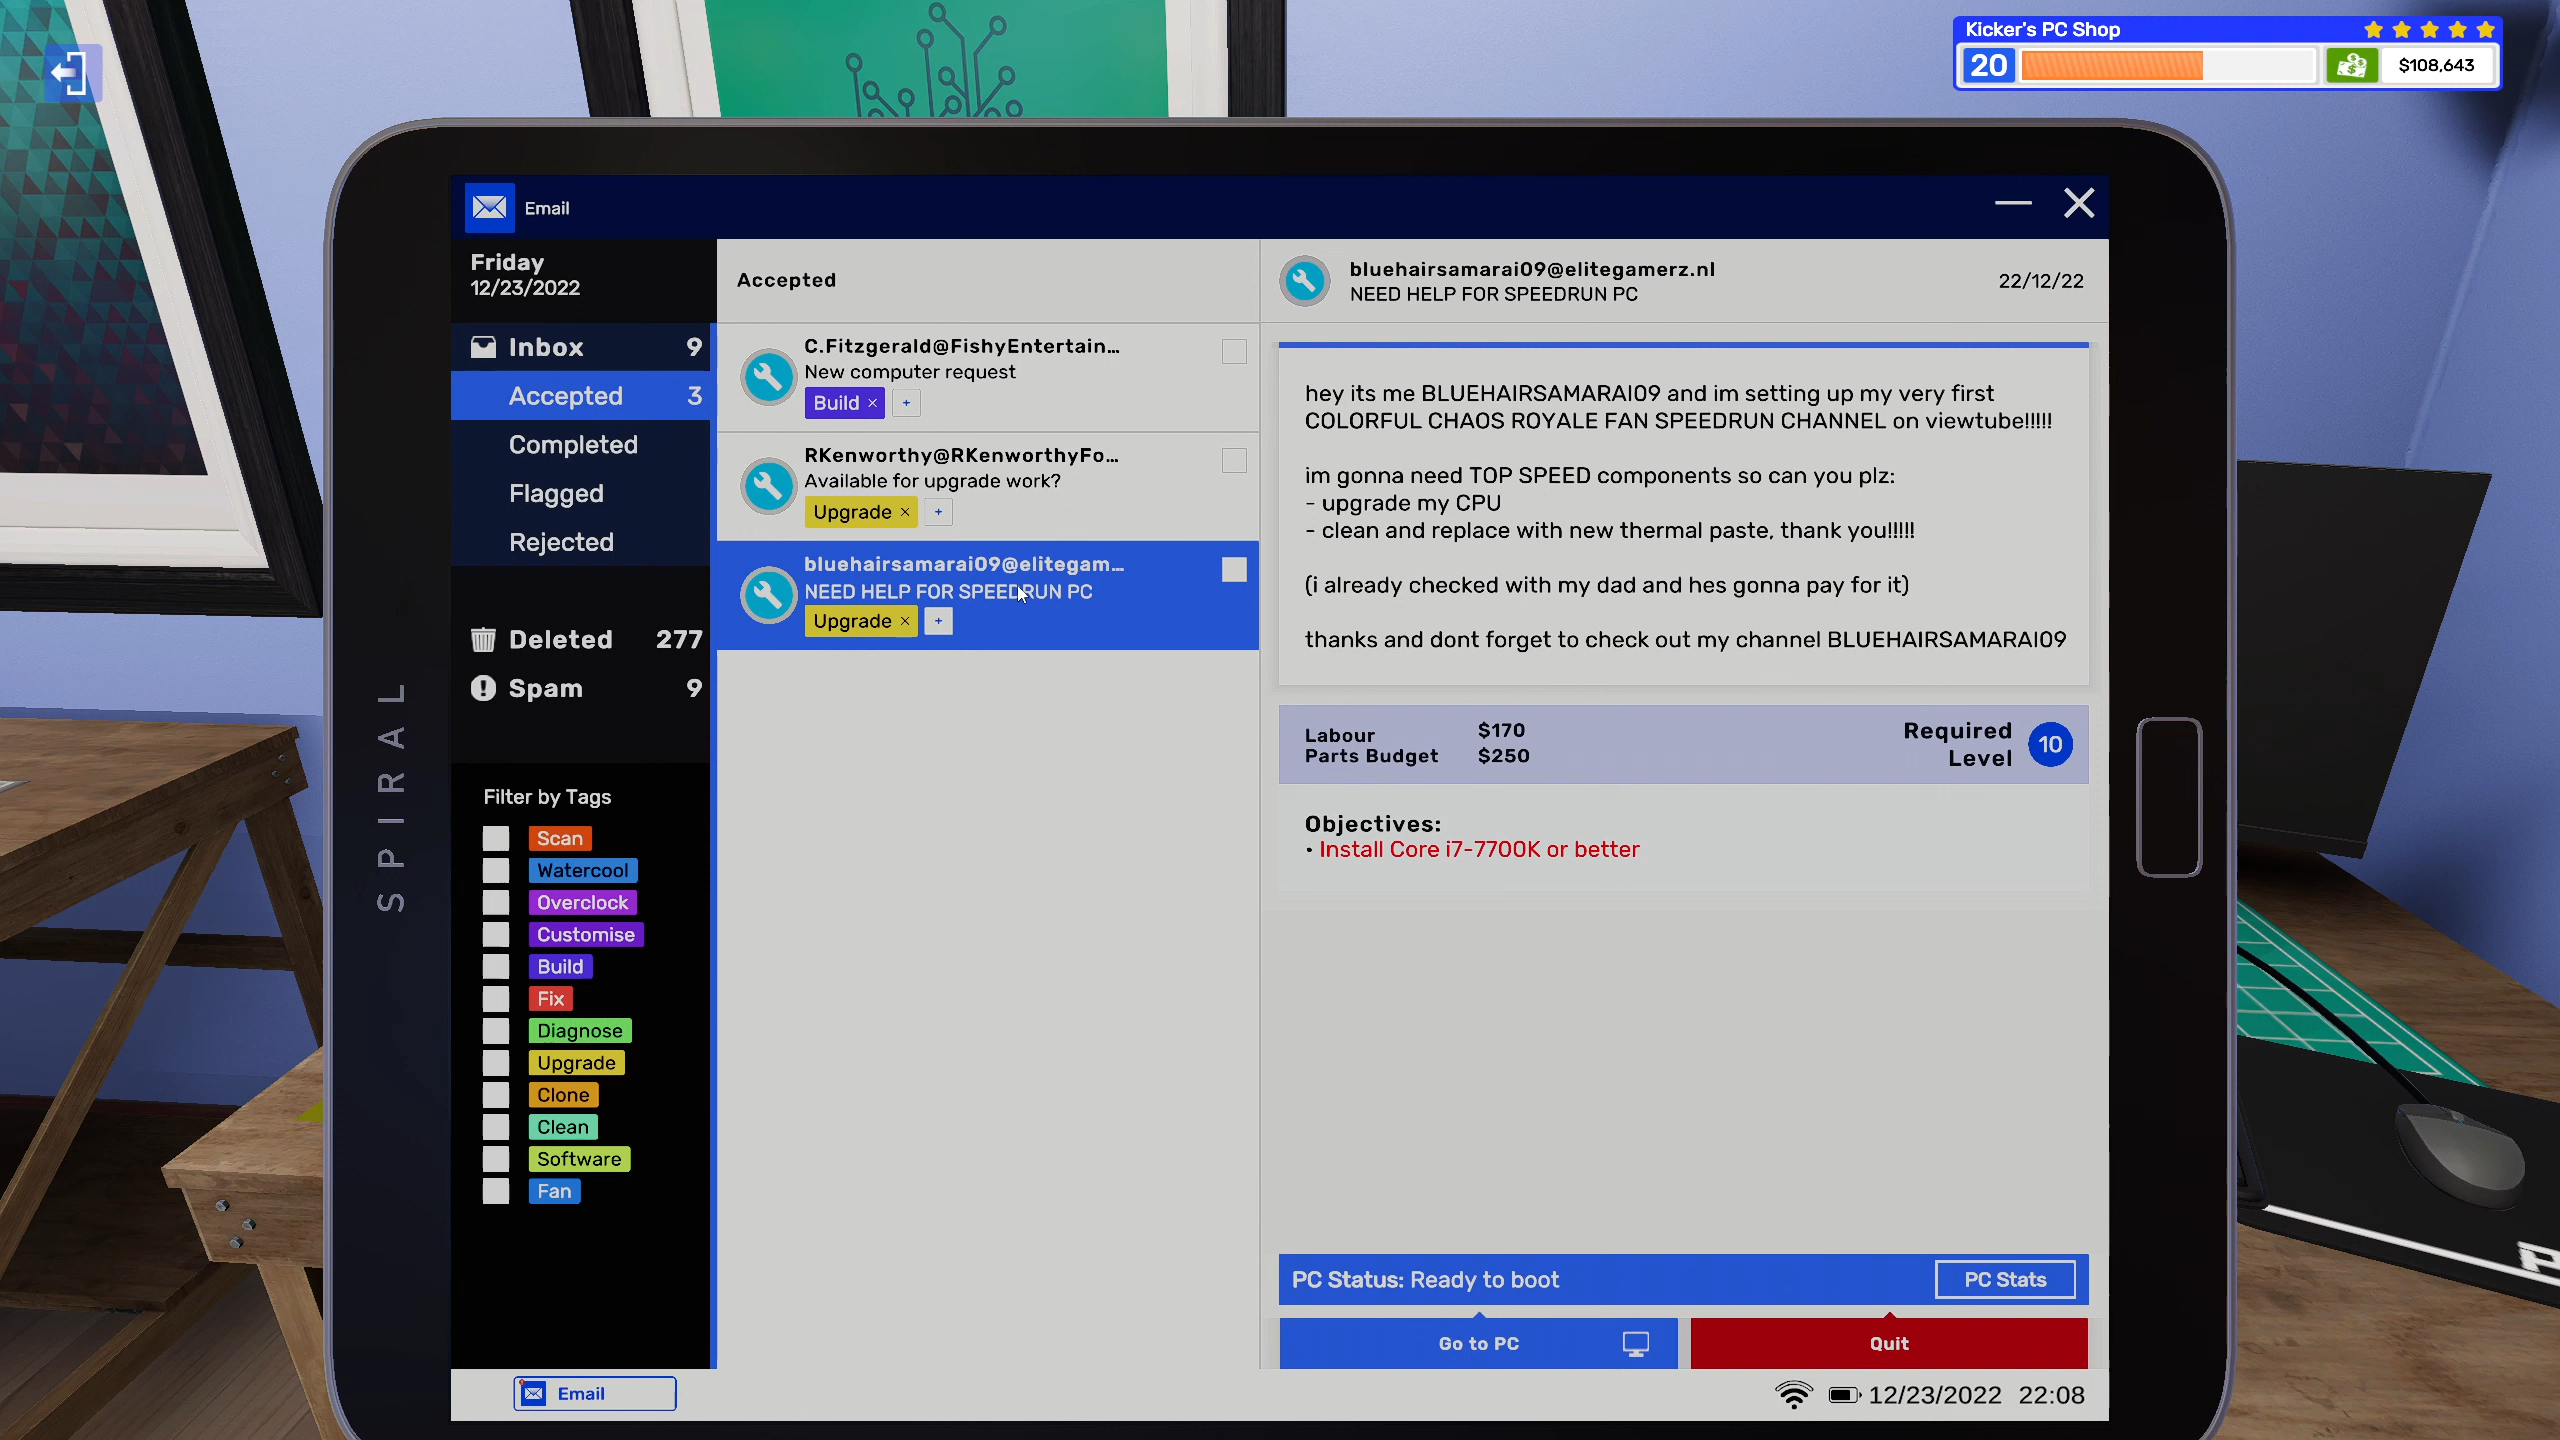 Kicker's PC Shop
20
$108,643
Email
Friday
12/23/2022
Inbox 9
Accepted 3
Completed
Flagged
Rejected
Deleted 277
Spam 9
Filter by Tags
Scan
Watercool
Overclock
Customise
Build
Fix
Diagnose
Upgrade
Clone
Clean
Software
Fan
Accepted
C.Fitzgerald@FishyEntertain...
New computer request
Build × +
RKenworthy@RKenworthyFo...
Available for upgrade work?
Upgrade × +
bluehairsamarai09@elitegam...
NEED HELP FOR SPEEDRUN PC
Upgrade × +
bluehairsamarai09@elitegamerz.nl
NEED HELP FOR SPEEDRUN PC
22/12/22
hey its me BLUEHAIRSAMARAI09 and im setting up my very first
COLORFUL CHAOS ROYALE FAN SPEEDRUN CHANNEL on viewtube!!!!!
im gonna need TOP SPEED components so can you plz:
- upgrade my CPU
- clean and replace with new thermal paste, thank you!!!!!
(i already checked with my dad and hes gonna pay for it)
thanks and dont forget to check out my channel BLUEHAIRSAMARAI09
Labour $170
Parts Budget $250
Required
Level
10
Objectives:
• Install Core i7-7700K or better
PC Status: Ready to boot
PC Stats
Go to PC
Quit
Email
12/23/2022 22:08
SPIRAL